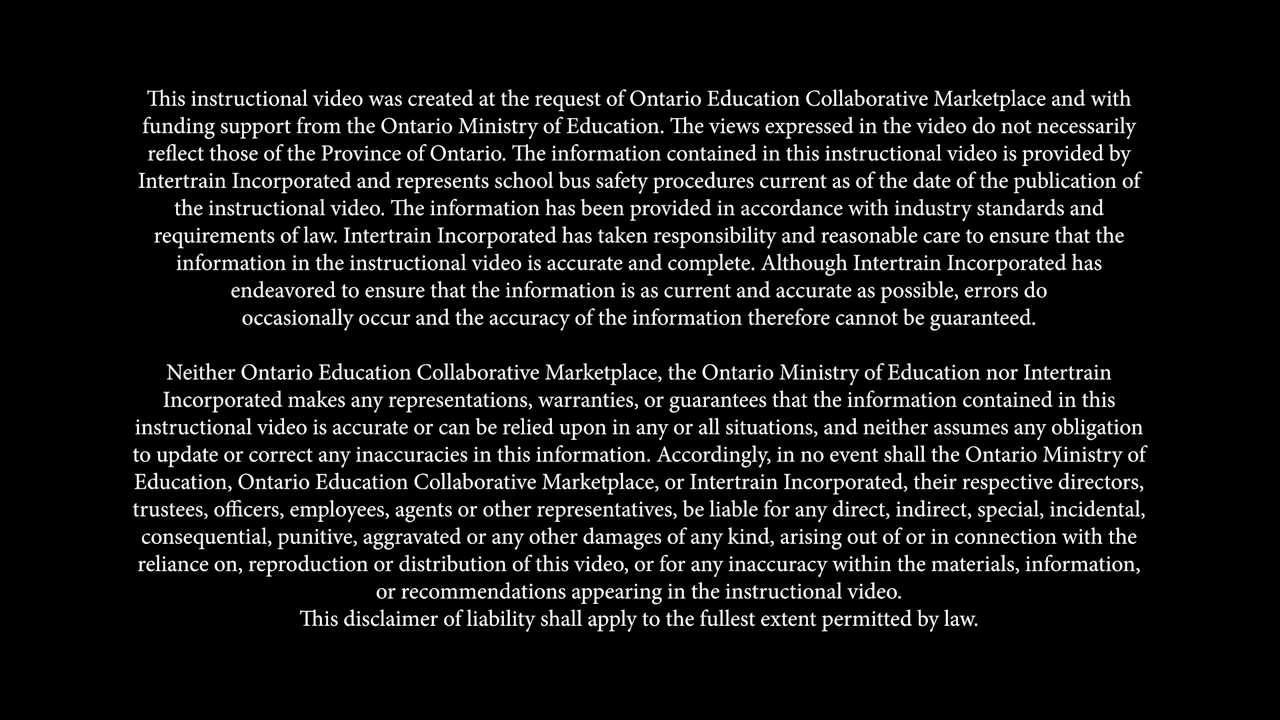 This instructional video was created at the request of Ontario Education Collaborative Marketplace and with
funding support from the Ontario Ministry of Education. The views expressed in the video do not necessarily
reflect those of the Province of Ontario. The information contained in this instructional video is provided by
Intertrain Incorporated and represents school bus safety procedures current as of the date of the publication of
the instructional video. The information has been provided in accordance with industry standards and
requirements of law. Intertrain Incorporated has taken responsibility and reasonable care to ensure that the
information in the instructional video is accurate and complete. Although Intertrain Incorporated has
endeavored to ensure that the information is as current and accurate as possible, errors do
occasionally occur and the accuracy of the information therefore cannot be guaranteed.
Neither Ontario Education Collaborative Marketplace, the Ontario Ministry of Education nor Intertrain
Incorporated makes any representations, warranties, or guarantees that the information contained in this
instructional video is accurate or can be relied upon in any or all situations, and neither assumes any obligation
to update or correct any inaccuracies in this information. Accordingly, in no event shall the Ontario Ministry of
Education, Ontario Education Collaborative Marketplace, or Intertrain Incorporated, their respective directors,
trustees, officers, employees, agents or other representatives, be liable for any direct, indirect, special, incidental,
consequential, punitive, aggravated or any other damages of any kind, arising out of or in connection with the
reliance on, reproduction or distribution of this video, or for any inaccuracy within the materials, information,
or recommendations appearing in the instructional video.
This disclaimer of liability shall apply to the fullest extent permitted by law.